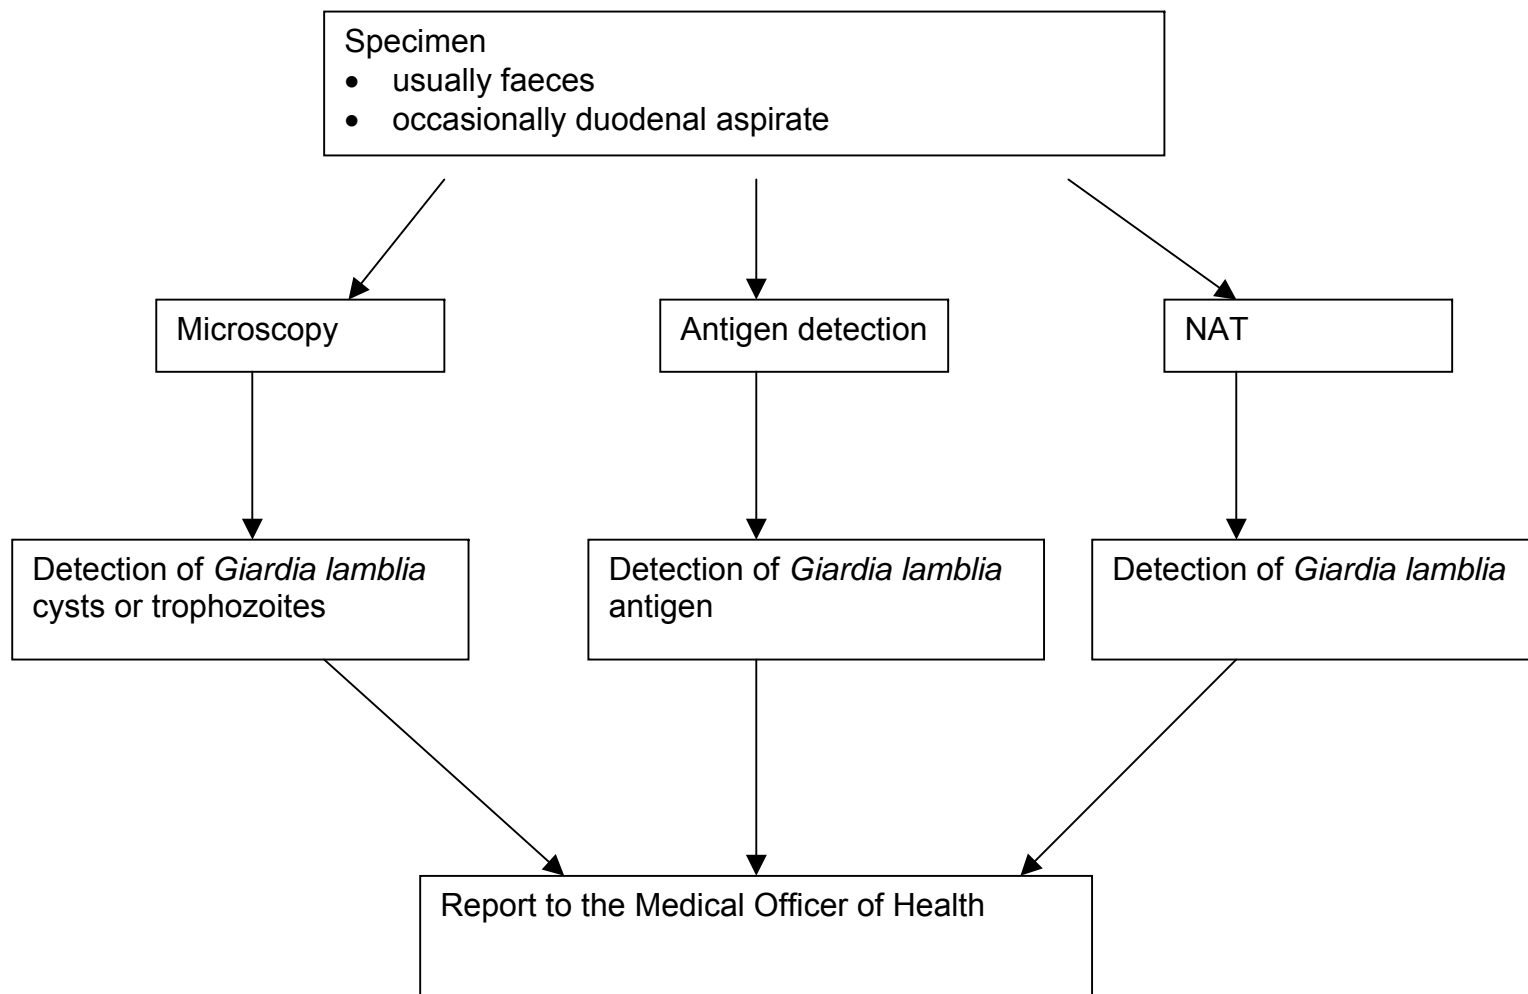 Specimen
• usually faeces
• occasionally duodenal aspirate
Microscopy
Antigen detection
NAT
Detection of Giardia lamblia
cysts or trophozoites
Detection of Giardia lamblia
antigen
Detection of Giardia lamblia
Report to the Medical Officer of Health